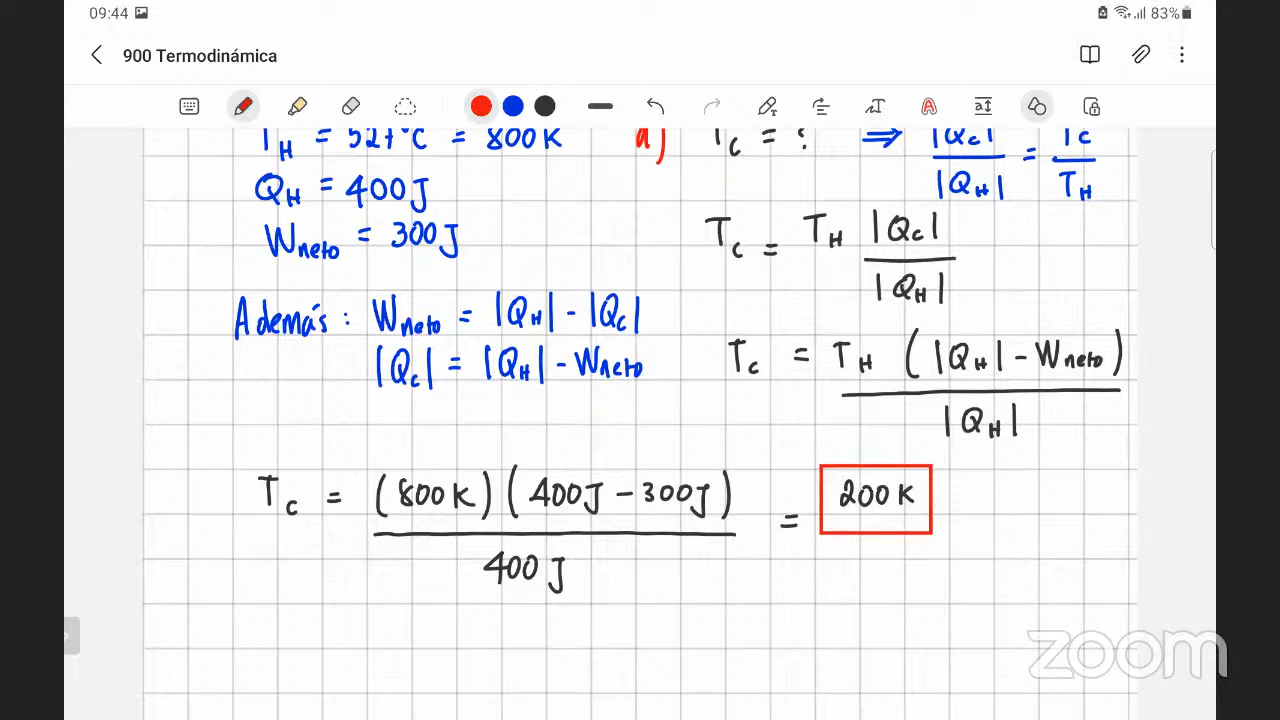 09:44 83%
900 Termodinámica
T_H = 527°C = 800 K
Q_H = 400J
W_neto = 300J
Además: W_neto = |Q_H| - |Q_C|
|Q_C| = |Q_H| - W_neto
a) T_C = ? ⇒ |Q_C| / |Q_H| = T_C / T_H
T_C = T_H |Q_C| / |Q_H|
T_C = T_H (|Q_H| - W_neto) / |Q_H|
T_C = (800K)(400J - 300J) / 400J = 200K
zoom